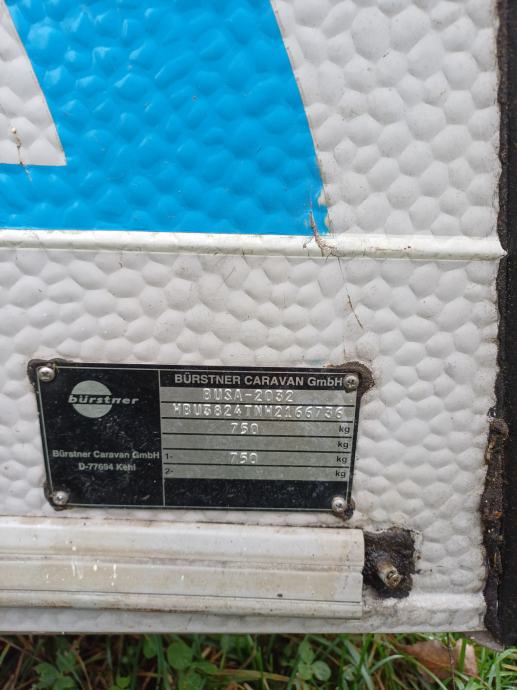 bürstner
Bürstner Caravan GmbH
D-77694 Kehl
BÜRSTNER CARAVAN GmbH
BUSA-2032
WBU3824TNW2166736
750 kg
kg
1- 750 kg
2- kg